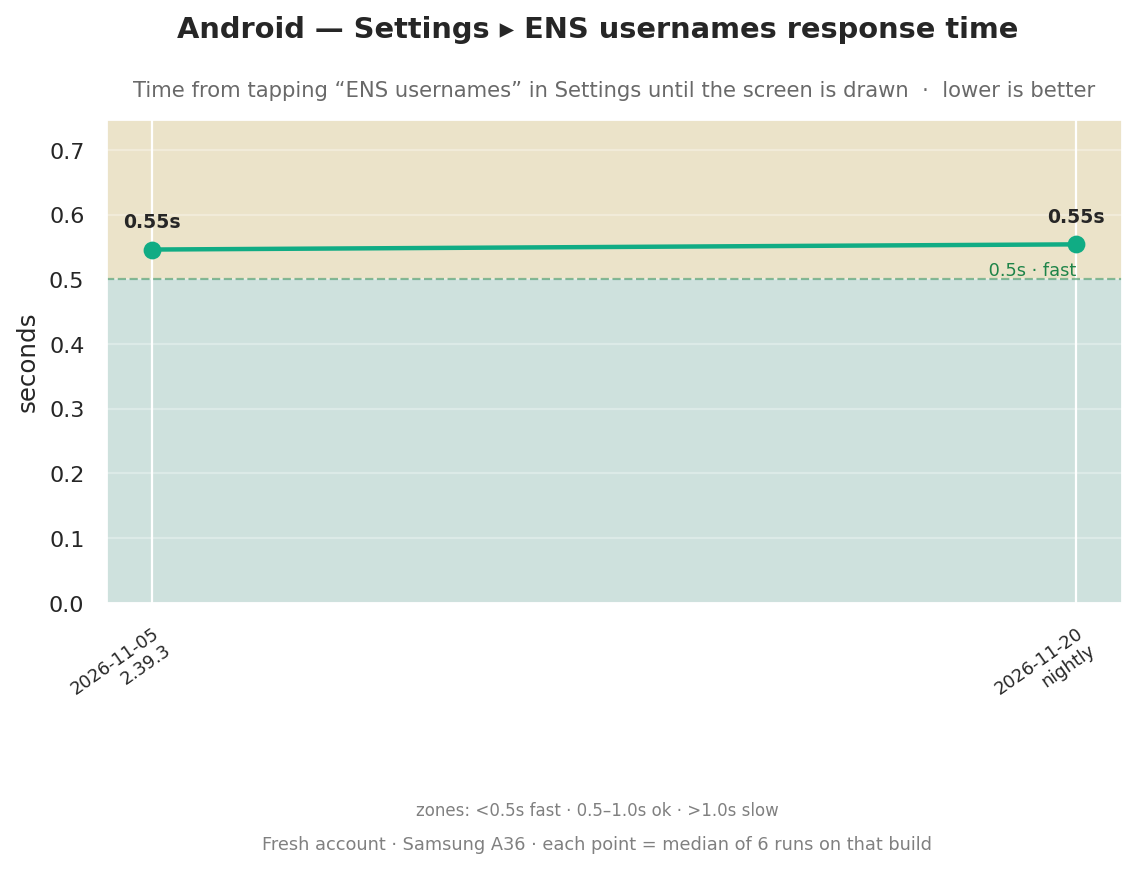 Android — Settings ▸ ENS usernames response time
Time from tapping “ENS usernames” in Settings until the screen is drawn · lower is better
0.7
0.6
0.5
0.4
0.3
0.2
0.1
0.0
seconds
0.55s
0.55s
0.5s · fast
2026-11-05
2.39.3
2026-11-20
nightly
zones: <0.5s fast · 0.5–1.0s ok · >1.0s slow
Fresh account · Samsung A36 · each point = median of 6 runs on that build